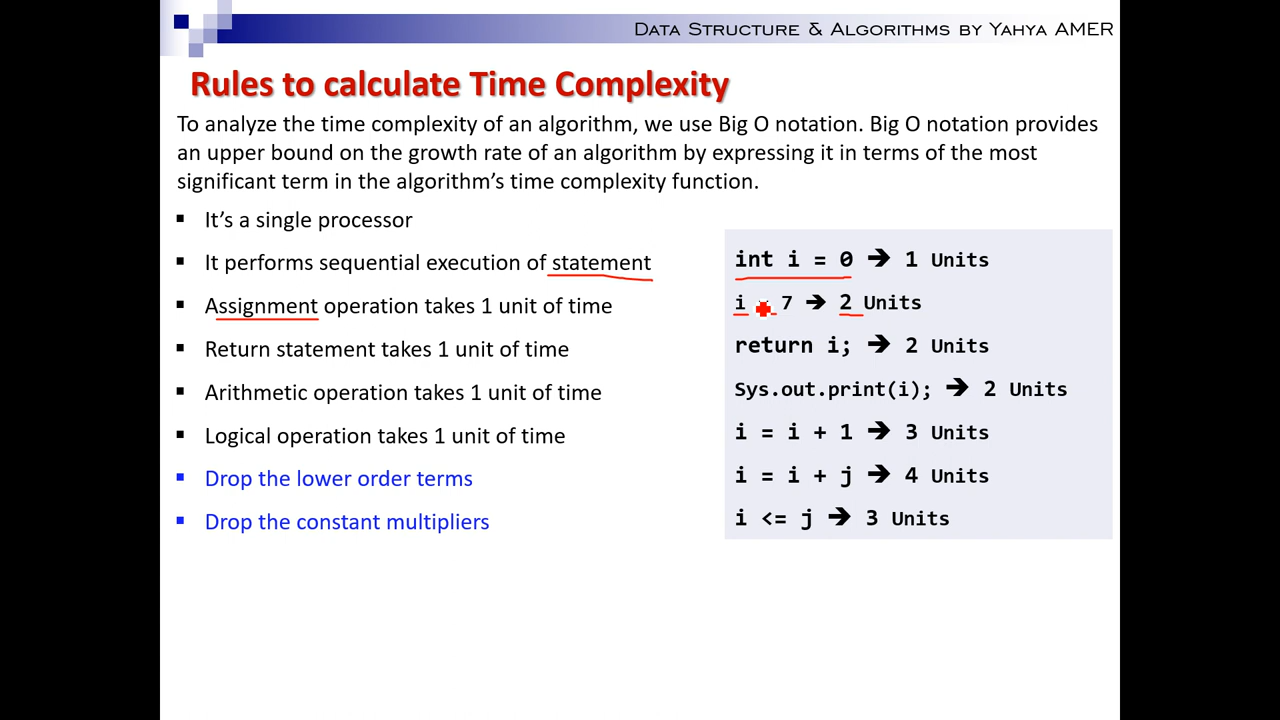 Data Structure & Algorithms by Yahya AMER
Rules to calculate Time Complexity
To analyze the time complexity of an algorithm, we use Big O notation. Big O notation provides
an upper bound on the growth rate of an algorithm by expressing it in terms of the most
significant term in the algorithm's time complexity function.
▪ It's a single processor
▪ It performs sequential execution of statement
▪ Assignment operation takes 1 unit of time
▪ Return statement takes 1 unit of time
▪ Arithmetic operation takes 1 unit of time
▪ Logical operation takes 1 unit of time
▪ Drop the lower order terms
▪ Drop the constant multipliers
int i = 0 ➔ 1 Units
i 7 ➔ 2 Units
return i; ➔ 2 Units
Sys.out.print(i); ➔ 2 Units
i = i + 1 ➔ 3 Units
i = i + j ➔ 4 Units
i <= j ➔ 3 Units